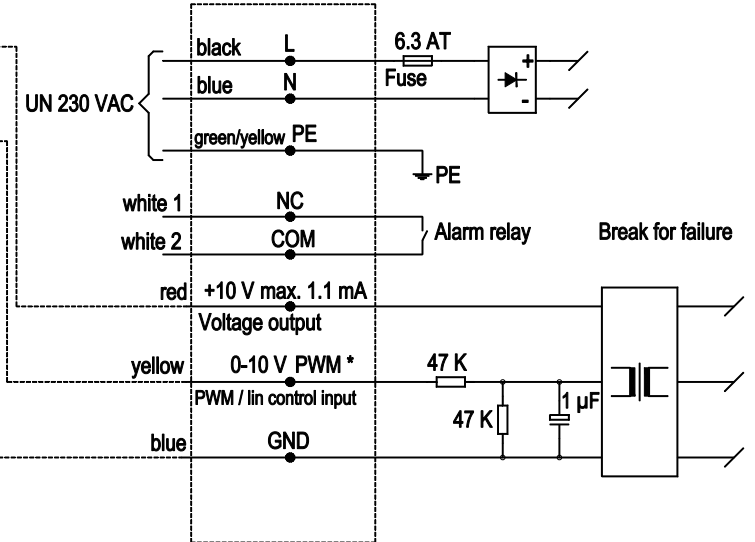 black L 6.3 AT
Fuse
+
-
blue N
UN 230 VAC
green/yellow PE
PE
white 1 NC
Alarm relay Break for failure
white 2 COM
red +10 V max. 1.1 mA
Voltage output
yellow 0-10 V PWM * 47 K
PWM / lin control input
47 K 1 µF
blue GND